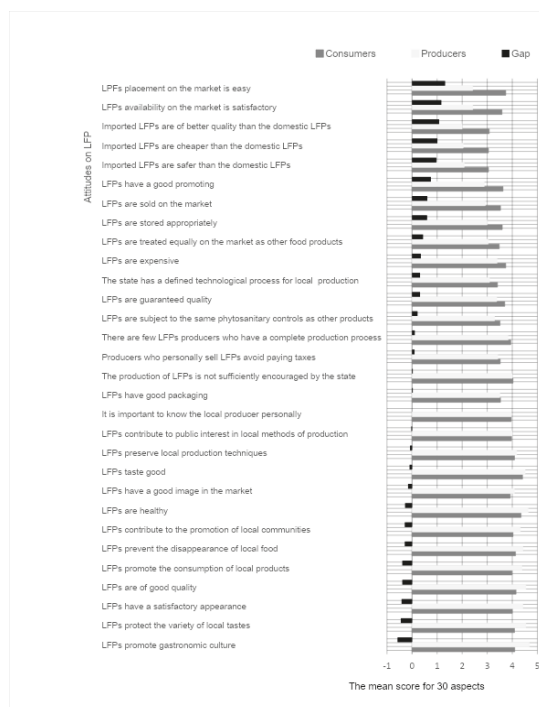 Consumers Producers Gap
Attitudes on LFP
LPFs placement on the market is easy
LFPs availability on the market is satisfactory
Imported LFPs are of better quality than the domestic LFPs
Imported LFPs are cheaper than the domestic LFPs
Imported LFPs are safer than the domestic LFPs
LFPs have a good promoting
LFPs are sold on the market
LFPs are stored appropriately
LFPs are treated equally on the market as other food products
LFPs are expensive
The state has a defined technological process for local production
LFPs are guaranteed quality
LFPs are subject to the same phytosanitary controls as other products
There are few LFPs producers who have a complete production process
Producers who personally sell LFPs avoid paying taxes
The production of LFPs is not sufficiently encouraged by the state
LFPs have good packaging
It is important to know the local producer personally
LFPs contribute to public interest in local methods of production
LFPs preserve local production techniques
LFPs taste good
LFPs have a good image in the market
LFPs are healthy
LFPs contribute to the promotion of local communities
LFPs prevent the disappearance of local food
LFPs promote the consumption of local products
LFPs are of good quality
LFPs have a satisfactory appearance
LFPs protect the variety of local tastes
LFPs promote gastronomic culture
-1 0 1 2 3 4 5
The mean score for 30 aspects